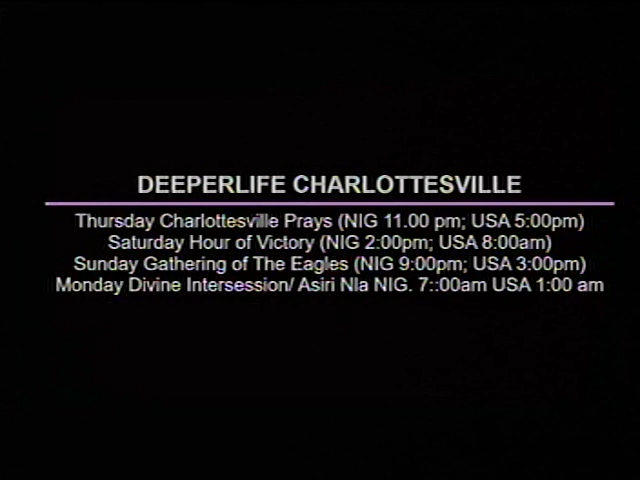 DEEPERLIFE CHARLOTTESVILLE
Thursday Charlottesville Prays (NIG 11.00 pm; USA 5:00pm)
Saturday Hour of Victory (NIG 2:00pm; USA 8:00am)
Sunday Gathering of The Eagles (NIG 9:00pm; USA 3:00pm)
Monday Divine Intersession/ Asiri Nla NIG. 7::00am USA 1:00 am